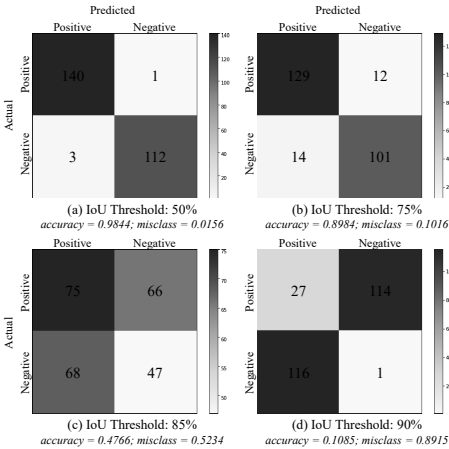 Predicted
Predicted
Positive Negative
Positive Negative
Actual
Positive
140 1
Negative
3 112
140
120
100
80
60
40
20
Positive
129 12
Negative
14 101
(a) IoU Threshold: 50%
accuracy = 0.9844; misclass = 0.0156
(b) IoU Threshold: 75%
accuracy = 0.8984; misclass = 0.1016
Positive Negative
Positive Negative
Actual
Positive
75 66
Negative
68 47
75
70
65
60
55
50
Positive
27 114
Negative
116 1
(c) IoU Threshold: 85%
accuracy = 0.4766; misclass = 0.5234
(d) IoU Threshold: 90%
accuracy = 0.1085; misclass = 0.8915